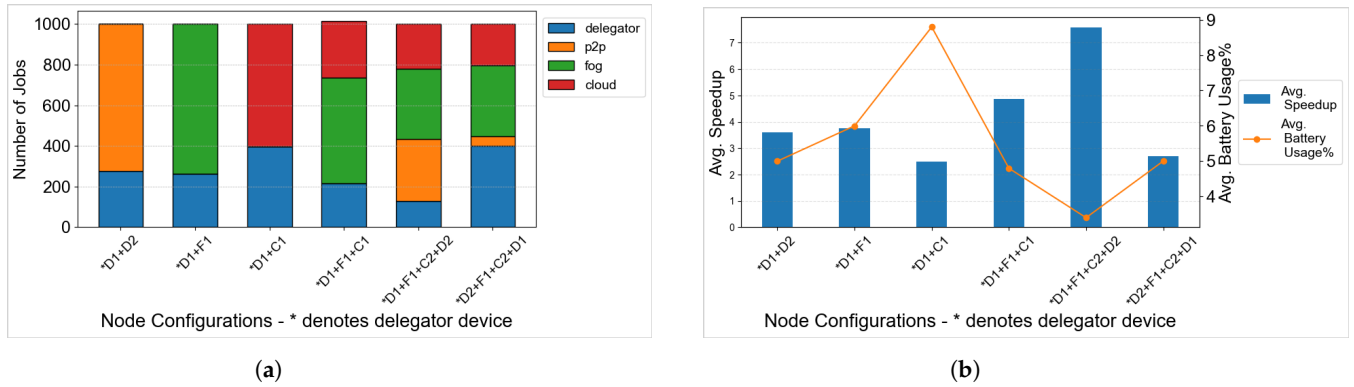 1000
800
600
400
200
0
Number of Jobs
*D1+D2
*D1+F1
*D1+C1
*D1+F1+C1
*D1+F1+C2+D2
*D2+F1+C2+D1
Node Configurations - * denotes delegator device
delegator
p2p
fog
cloud
(a)
7
6
5
4
3
2
1
0
Avg. Speedup
9
8
7
6
5
4
Avg. Battery Usage%
*D1+D2
*D1+F1
*D1+C1
*D1+F1+C1
*D1+F1+C2+D2
*D2+F1+C2+D1
Node Configurations - * denotes delegator device
Avg.
Speedup
Avg.
Battery
Usage%
(b)